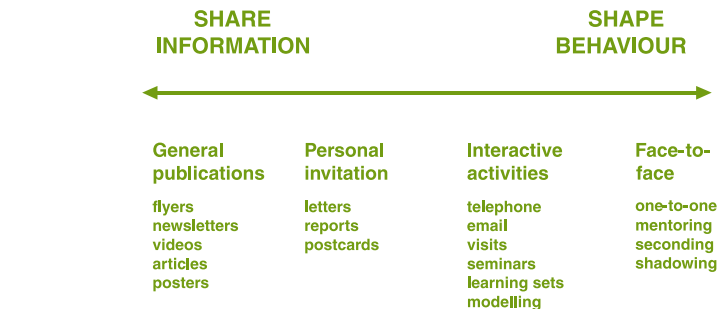 SHARE
INFORMATION
SHAPE
BEHAVIOUR
General
publications
flyers
newsletters
videos
articles
posters
Personal
invitation
letters
reports
postcards
Interactive
activities
telephone
email
visits
seminars
learning sets
modelling
Face-to-
face
one-to-one
mentoring
seconding
shadowing